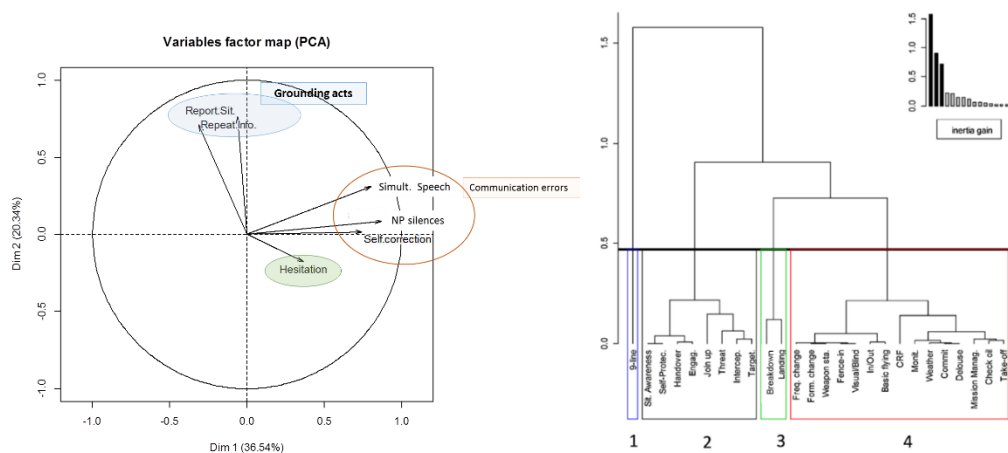 Variables factor map (PCA)
Grounding acts
Report.Sit.
Repeat.Info.
Simult. Speech
Communication errors
NP silences
Self.correction
Hesitation
Dim 2 (20.34%)
1.0
0.5
0.0
-0.5
-1.0
-1.0
-0.5
0.0
0.5
1.0
Dim 1 (36.54%)
1.5
1.0
0.5
0.0
1.5
1.0
0.5
0.0
inertia gain
9-line
Sit. Awareness
Self-Protec.
Handover
Engag.
Join up
Threat
Intercep.
Target.
Breakdown
Landing
Freq. change
Form. change
Weapon sta.
Fence-in
Visual/Blind
In/Out
Basic flying
CRF
Monit.
Weather
Commit
Delouse
Mission Manag.
Check oil
Take-off
1
2
3
4